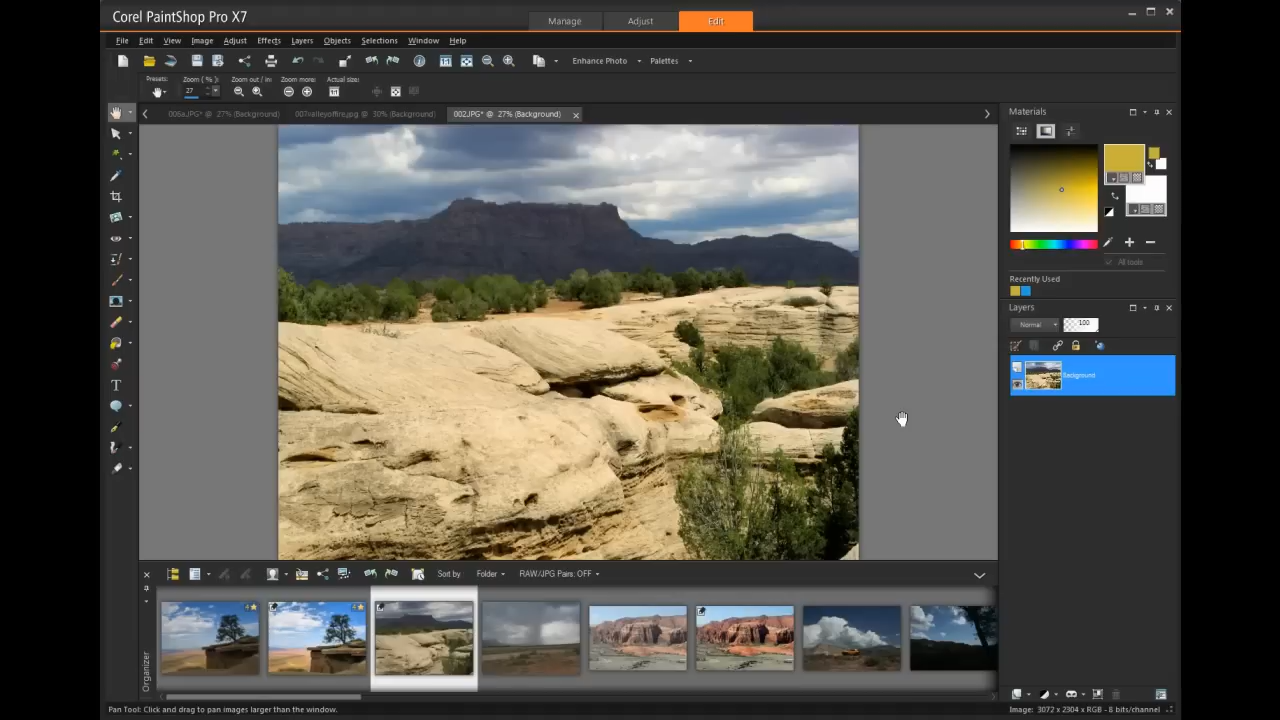 Corel PaintShop Pro X7
Manage Adjust Edit
File Edit View Image Adjust Effects Layers Objects Selections Window Help
Enhance Photo Palettes
Presets: Zoom (%): Zoom out / in: Zoom more: Actual size:
27
006a.JPG* @ 27% (Background) 007valleyoffire.jpg @ 30% (Background) 002.JPG* @ 27% (Background)
Materials
All tools
Recently Used
Layers
Normal 100
Background
Sort by Folder RAW/JPG Pairs: OFF
Organizer
Pan Tool: Click and drag to pan images larger than the window.
Image: 3072 x 2304 x RGB - 8 bits/channel